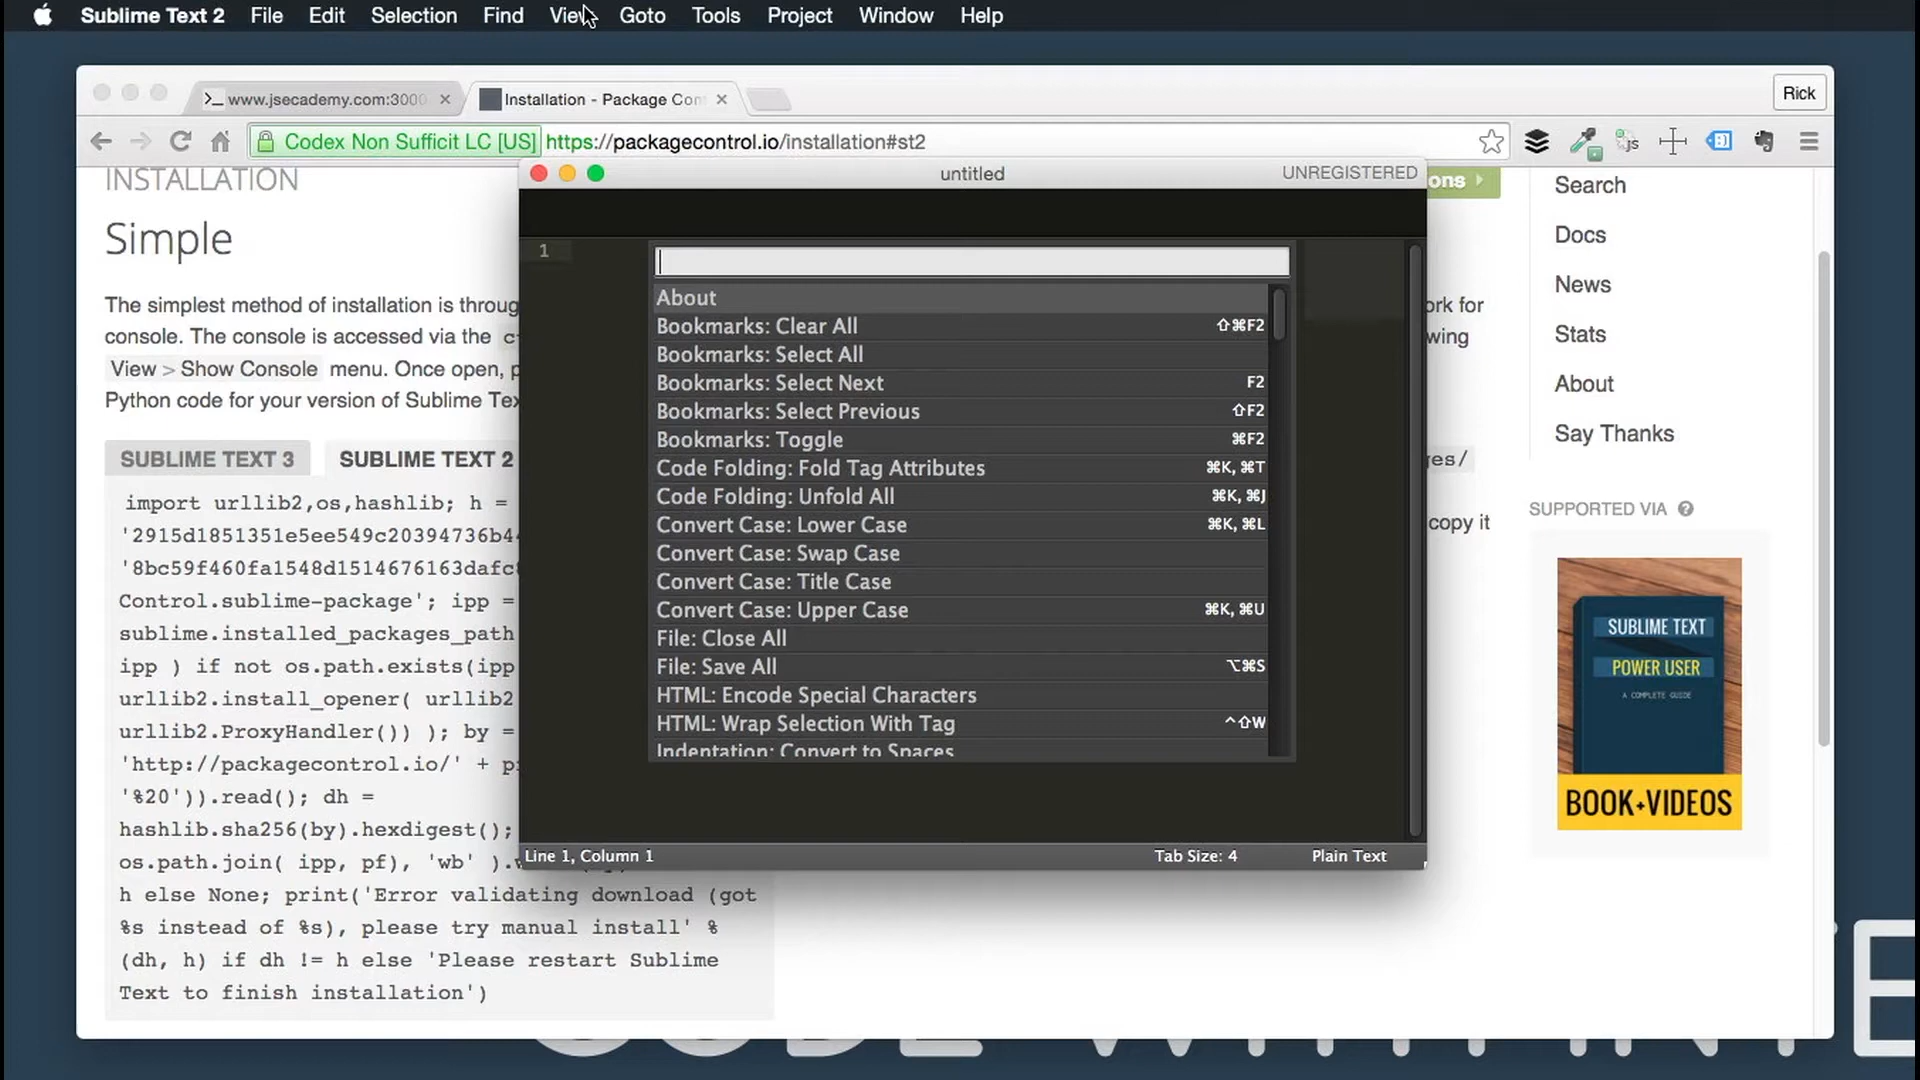 Sublime Text 2 File Edit Selection Find View Goto Tools Project Window Help
www.jsecademy.com:3000
Installation - Package Con
Rick
Codex Non Sufficit LC [US] https://packagecontrol.io/installation#st2
INSTALLATION
Simple
The simplest method of installation is throug
console. The console is accessed via the
View > Show Console menu. Once open, p
Python code for your version of Sublime Tex
SUBLIME TEXT 3
SUBLIME TEXT 2
import urllib2,os,hashlib; h =
'2915d1851351e5ee549c20394736b44
'8bc59f460fa1548d1514676163dafc8
Control.sublime-package'; ipp =
sublime.installed_packages_path
ipp ) if not os.path.exists(ipp
urllib2.install_opener( urllib2
urllib2.ProxyHandler()) ); by =
'http://packagecontrol.io/' + p
'%20')).read(); dh =
hashlib.sha256(by).hexdigest();
os.path.join( ipp, pf), 'wb' ).
h else None; print('Error validating download (got
%s instead of %s), please try manual install' %
(dh, h) if dh != h else 'Please restart Sublime
Text to finish installation')
untitled
UNREGISTERED
1
About
Bookmarks: Clear All ⇧⌘F2
Bookmarks: Select All
Bookmarks: Select Next F2
Bookmarks: Select Previous ⇧F2
Bookmarks: Toggle ⌘F2
Code Folding: Fold Tag Attributes ⌘K, ⌘T
Code Folding: Unfold All ⌘K, ⌘J
Convert Case: Lower Case ⌘K, ⌘L
Convert Case: Swap Case
Convert Case: Title Case
Convert Case: Upper Case ⌘K, ⌘U
File: Close All
File: Save All ⌥⌘S
HTML: Encode Special Characters
HTML: Wrap Selection With Tag ^⇧W
Indentation: Convert to Spaces
Line 1, Column 1
Tab Size: 4
Plain Text
ons
ork for
wing
ges/
copy it
Search
Docs
News
Stats
About
Say Thanks
SUPPORTED VIA ?
SUBLIME TEXT
POWER USER
A COMPLETE GUIDE
BOOK+VIDEOS
CODE WITH INTE